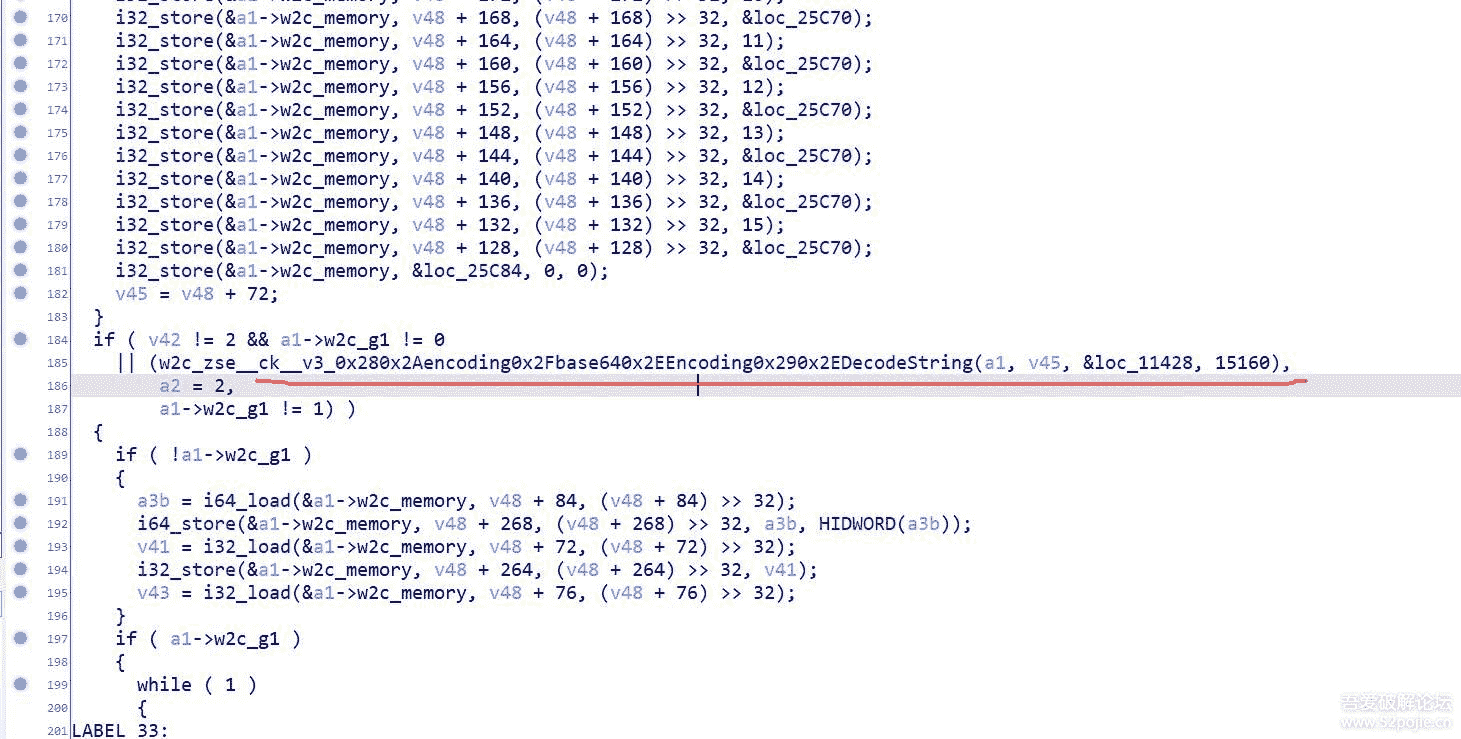 170 i32_store(&a1->w2c_memory, v48 + 168, (v48 + 168) >> 32, &loc_25C70);
171 i32_store(&a1->w2c_memory, v48 + 164, (v48 + 164) >> 32, 11);
172 i32_store(&a1->w2c_memory, v48 + 160, (v48 + 160) >> 32, &loc_25C70);
173 i32_store(&a1->w2c_memory, v48 + 156, (v48 + 156) >> 32, 12);
174 i32_store(&a1->w2c_memory, v48 + 152, (v48 + 152) >> 32, &loc_25C70);
175 i32_store(&a1->w2c_memory, v48 + 148, (v48 + 148) >> 32, 13);
176 i32_store(&a1->w2c_memory, v48 + 144, (v48 + 144) >> 32, &loc_25C70);
177 i32_store(&a1->w2c_memory, v48 + 140, (v48 + 140) >> 32, 14);
178 i32_store(&a1->w2c_memory, v48 + 136, (v48 + 136) >> 32, &loc_25C70);
179 i32_store(&a1->w2c_memory, v48 + 132, (v48 + 132) >> 32, 15);
180 i32_store(&a1->w2c_memory, v48 + 128, (v48 + 128) >> 32, &loc_25C70);
181 i32_store(&a1->w2c_memory, &loc_25C84, 0, 0);
182 v45 = v48 + 72;
183 }
184 if ( v42 != 2 && a1->w2c_g1 != 0
185 || (w2c_zse__ck__v3_0x280x2Aencoding0x2Fbase640x2EEncoding0x290x2EDecodeString(a1, v45, &loc_11428, 15160),
186 a2 = 2,
187 a1->w2c_g1 != 1) )
188 {
189 if ( !a1->w2c_g1 )
190 {
191 a3b = i64_load(&a1->w2c_memory, v48 + 84, (v48 + 84) >> 32);
192 i64_store(&a1->w2c_memory, v48 + 268, (v48 + 268) >> 32, a3b, HIDWORD(a3b));
193 v41 = i32_load(&a1->w2c_memory, v48 + 72, (v48 + 72) >> 32);
194 i32_store(&a1->w2c_memory, v48 + 264, (v48 + 264) >> 32, v41);
195 v43 = i32_load(&a1->w2c_memory, v48 + 76, (v48 + 76) >> 32);
196 }
197 if ( a1->w2c_g1 )
198 {
199 while ( 1 )
200 {
201 LABEL_33:
吾爱破解论坛
www.52pojie.cn